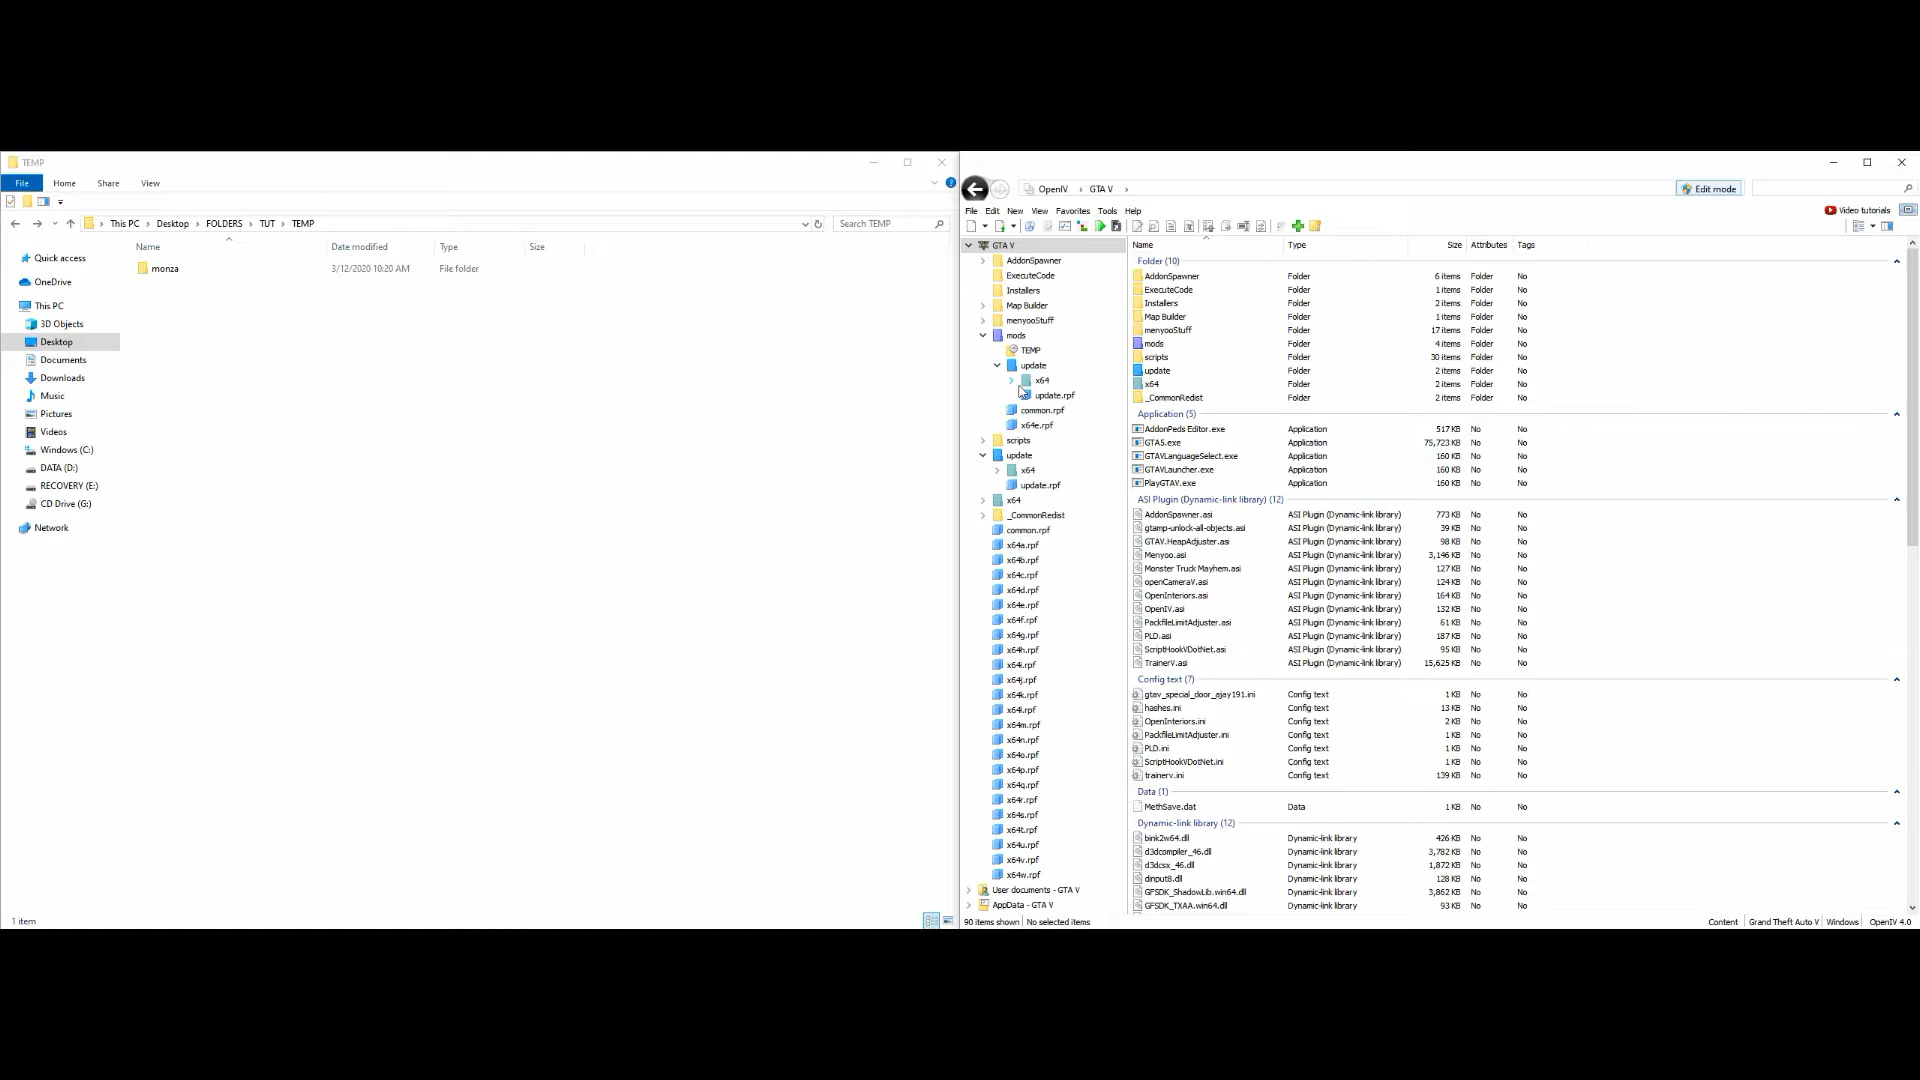 TEMP
File Home Share View
This PC Desktop FOLDERS TUT TEMP Search TEMP
Name Date modified Type Size
monza 3/12/2020 10:20 AM File folder
Quick access
OneDrive
This PC
3D Objects
Desktop
Documents
Downloads
Music
Pictures
Videos
Windows (C:)
DATA (D:)
RECOVERY (E:)
CD Drive (G:)
Network
1 item
OpenIV GTA V Edit mode
File Edit New View Favorites Tools Help Video tutorials
GTA V
AddonSpawner
ExecuteCode
Installers
Map Builder
menyooStuff
mods
TEMP
update
x64
update.rpf
common.rpf
x64e.rpf
scripts
update
x64
update.rpf
x64
_CommonRedist
common.rpf
x64a.rpf
x64b.rpf
x64c.rpf
x64d.rpf
x64e.rpf
x64f.rpf
x64g.rpf
x64h.rpf
x64i.rpf
x64j.rpf
x64k.rpf
x64l.rpf
x64m.rpf
x64n.rpf
x64o.rpf
x64p.rpf
x64q.rpf
x64r.rpf
x64s.rpf
x64t.rpf
x64u.rpf
x64v.rpf
x64w.rpf
User documents - GTA V
AppData - GTA V
Name Type Size Attributes Tags
Folder (10)
AddonSpawner Folder 6 items Folder No
ExecuteCode Folder 1 items Folder No
Installers Folder 2 items Folder No
Map Builder Folder 1 items Folder No
menyooStuff Folder 17 items Folder No
mods Folder 4 items Folder No
scripts Folder 30 items Folder No
update Folder 2 items Folder No
x64 Folder 2 items Folder No
_CommonRedist Folder 2 items Folder No
Application (5)
AddonPeds Editor.exe Application 517 KB No No
GTA5.exe Application 75,723 KB No No
GTAVLanguageSelect.exe Application 160 KB No No
GTAVLauncher.exe Application 160 KB No No
PlayGTAV.exe Application 160 KB No No
ASI Plugin (Dynamic-link library) (12)
AddonSpawner.asi ASI Plugin (Dynamic-link library) 773 KB No No
gtamp-unlock-all-objects.asi ASI Plugin (Dynamic-link library) 39 KB No No
GTAV.HeapAdjuster.asi ASI Plugin (Dynamic-link library) 98 KB No No
Menyoo.asi ASI Plugin (Dynamic-link library) 3,146 KB No No
Monster Truck Mayhem.asi ASI Plugin (Dynamic-link library) 127 KB No No
openCameraV.asi ASI Plugin (Dynamic-link library) 124 KB No No
OpenInteriors.asi ASI Plugin (Dynamic-link library) 164 KB No No
OpenIV.asi ASI Plugin (Dynamic-link library) 132 KB No No
PackfileLimitAdjuster.asi ASI Plugin (Dynamic-link library) 61 KB No No
PLD.asi ASI Plugin (Dynamic-link library) 187 KB No No
ScriptHookVDotNet.asi ASI Plugin (Dynamic-link library) 95 KB No No
TrainerV.asi ASI Plugin (Dynamic-link library) 15,625 KB No No
Config text (7)
gtav_special_door_ajay191.ini Config text 1 KB No No
hashes.ini Config text 13 KB No No
OpenInteriors.ini Config text 2 KB No No
PackfileLimitAdjuster.ini Config text 1 KB No No
PLD.ini Config text 1 KB No No
ScriptHookVDotNet.ini Config text 1 KB No No
trainerv.ini Config text 139 KB No No
Data (1)
MethSave.dat Data 1 KB No No
Dynamic-link library (12)
bink2w64.dll Dynamic-link library 426 KB No No
d3dcompiler_46.dll Dynamic-link library 3,782 KB No No
d3dcsx_46.dll Dynamic-link library 1,872 KB No No
dinput8.dll Dynamic-link library 128 KB No No
GFSDK_ShadowLib.win64.dll Dynamic-link library 3,862 KB No No
GFSDK_TXAA.win64.dll Dynamic-link library 93 KB No No
90 items shown No selected items Content Grand Theft Auto V Windows OpenIV 4.0